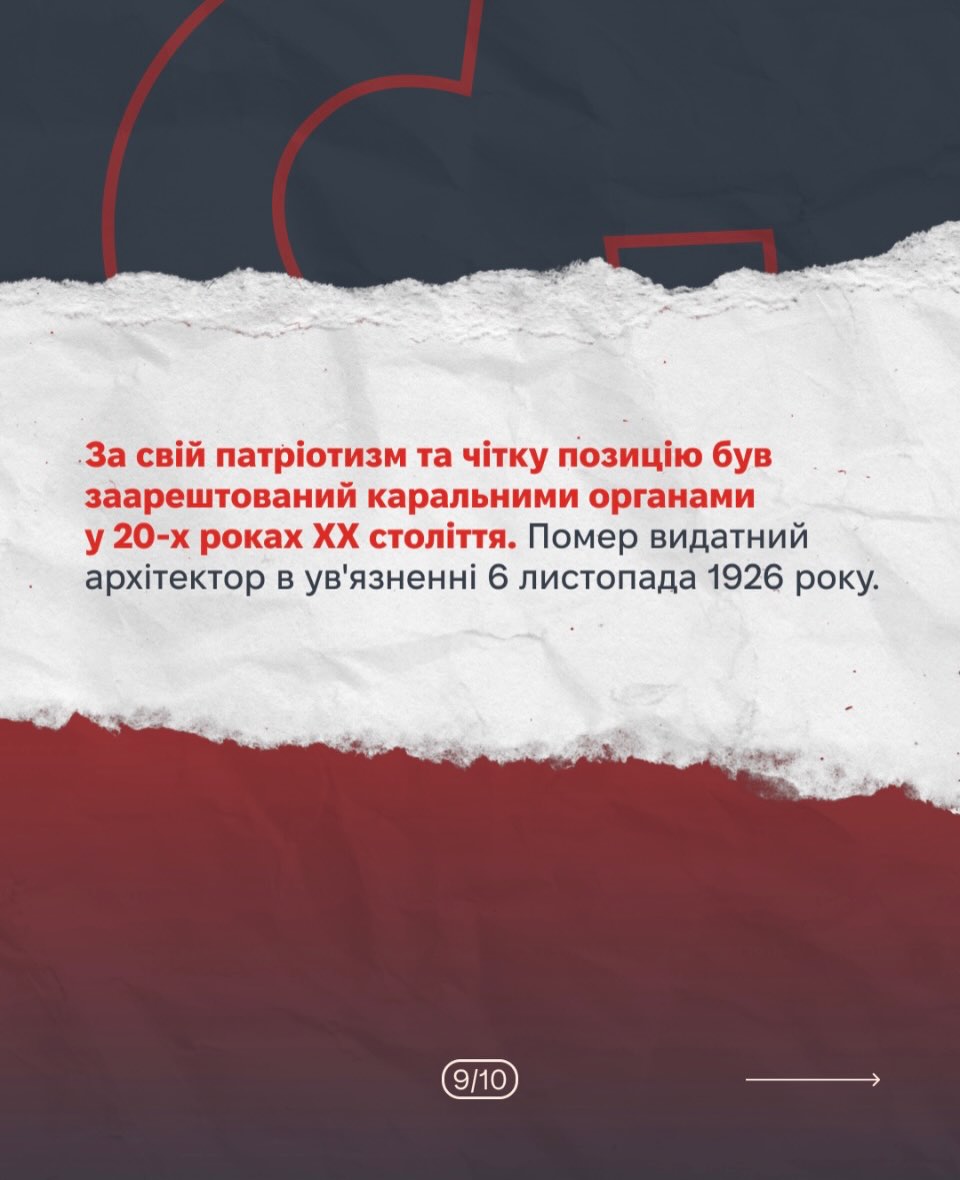 За свій патріотизм та чітку позицію був
заарештований каральними органами
у 20-х роках ХХ століття. Помер видатний
архітектор в ув'язненні 6 листопада 1926 року.
9/10